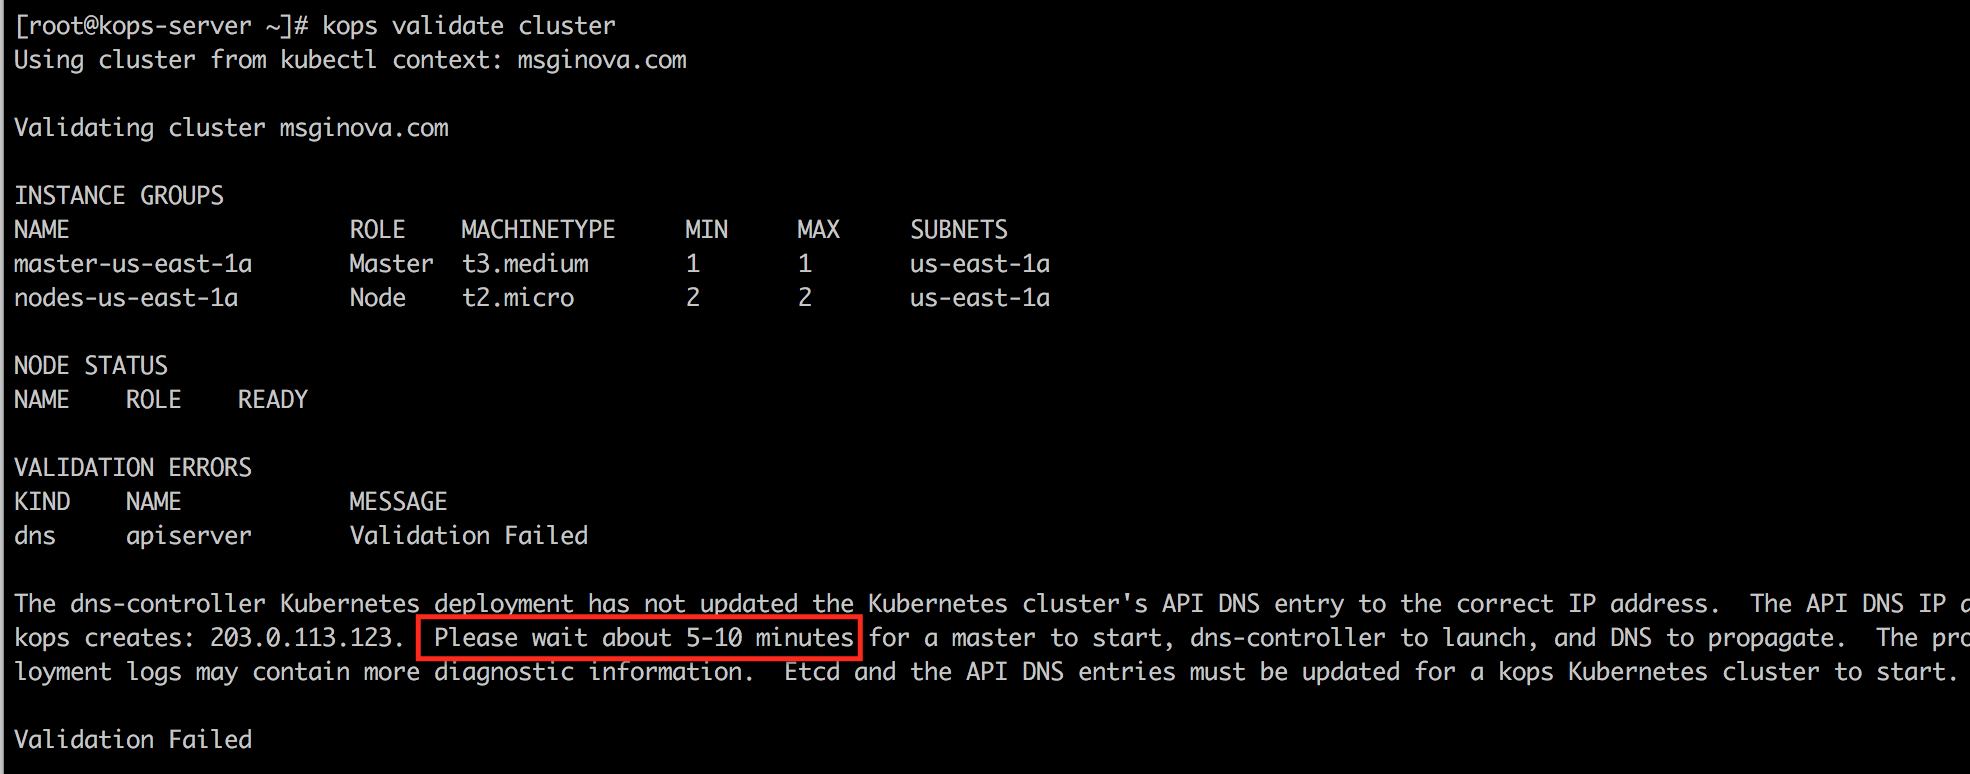 [root@kops-server ~]# kops validate cluster
Using cluster from kubectl context: msginova.com
Validating cluster msginova.com
INSTANCE GROUPS
NAME ROLE MACHINETYPE MIN MAX SUBNETS
master-us-east-1a Master t3.medium 1 1 us-east-1a
nodes-us-east-1a Node t2.micro 2 2 us-east-1a
NODE STATUS
NAME ROLE READY
VALIDATION ERRORS
KIND NAME MESSAGE
dns apiserver Validation Failed
The dns-controller Kubernetes deployment has not updated the Kubernetes cluster's API DNS entry to the correct IP address. The API DNS IP
kops creates: 203.0.113.123. Please wait about 5-10 minutes for a master to start, dns-controller to launch, and DNS to propagate. The pro
loyment logs may contain more diagnostic information. Etcd and the API DNS entries must be updated for a kops Kubernetes cluster to start.
Validation Failed